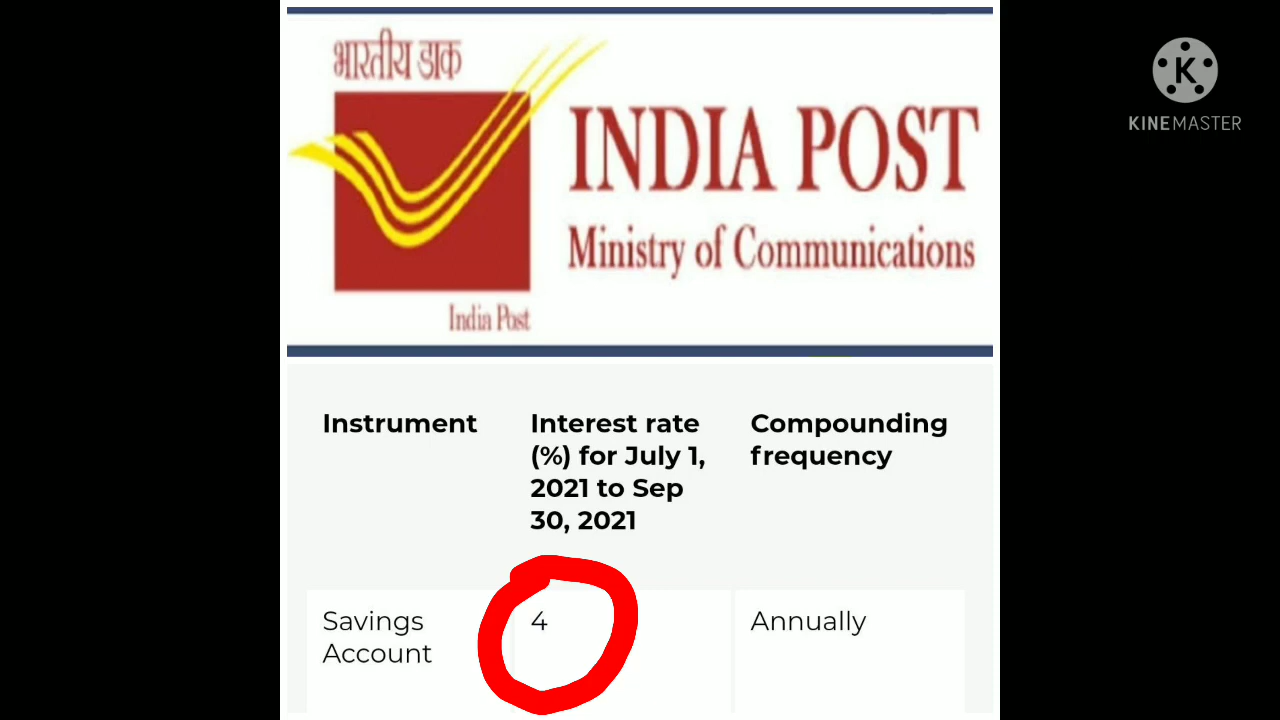 भारतीय डाक
INDIA POST
Ministry of Communications
India Post
K
KINEMASTER
Instrument
Interest rate
(%) for July 1,
2021 to Sep
30, 2021
Compounding
frequency
Savings
Account
4
Annually